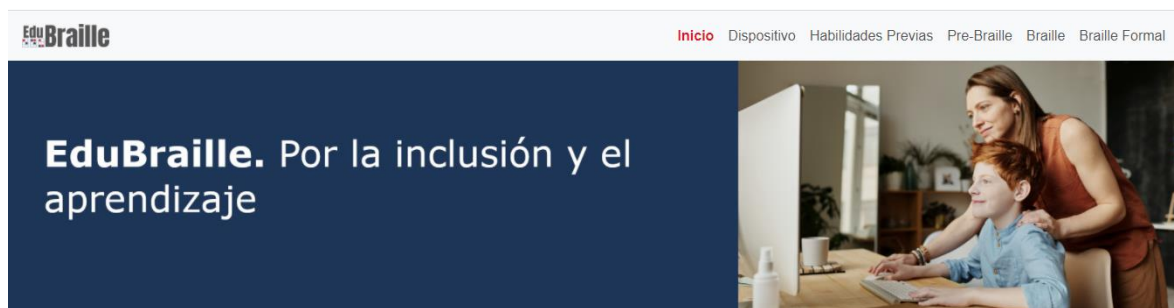 EduBraille
Inicio Dispositivo Habilidades Previas Pre-Braille Braille Braille Formal
EduBraille. Por la inclusión y el
aprendizaje